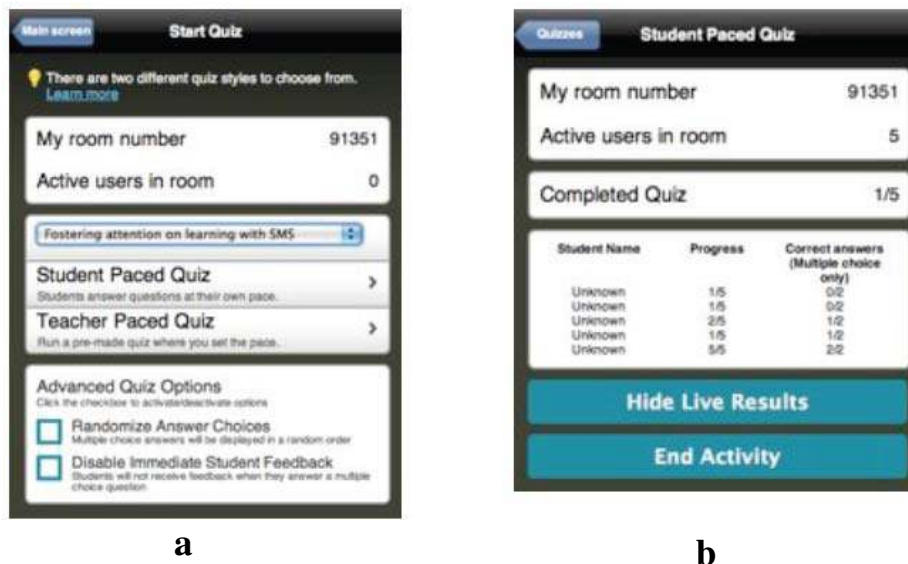 Main screen
Start Quiz
There are two different quiz styles to choose from.
Learn more
My room number 91351
Active users in room 0
Fostering attention on learning with SMS
Student Paced Quiz
Students answer questions at their own pace.
Teacher Paced Quiz
Run a pre-made quiz where you set the pace.
Advanced Quiz Options
Click the checkbox to activate/deactivate options
Randomize Answer Choices
Multiple choice answers will be displayed in a random order
Disable Immediate Student Feedback
Students will not receive feedback when they answer a multiple
choice question
a
Quizzes
Student Paced Quiz
My room number 91351
Active users in room 5
Completed Quiz 1/5
Student Name Progress Correct answers
(Multiple choice
only)
Unknown 1/5 0/2
Unknown 1/5 0/2
Unknown 2/5 1/2
Unknown 1/5 1/2
Unknown 5/5 2/2
Hide Live Results
End Activity
b